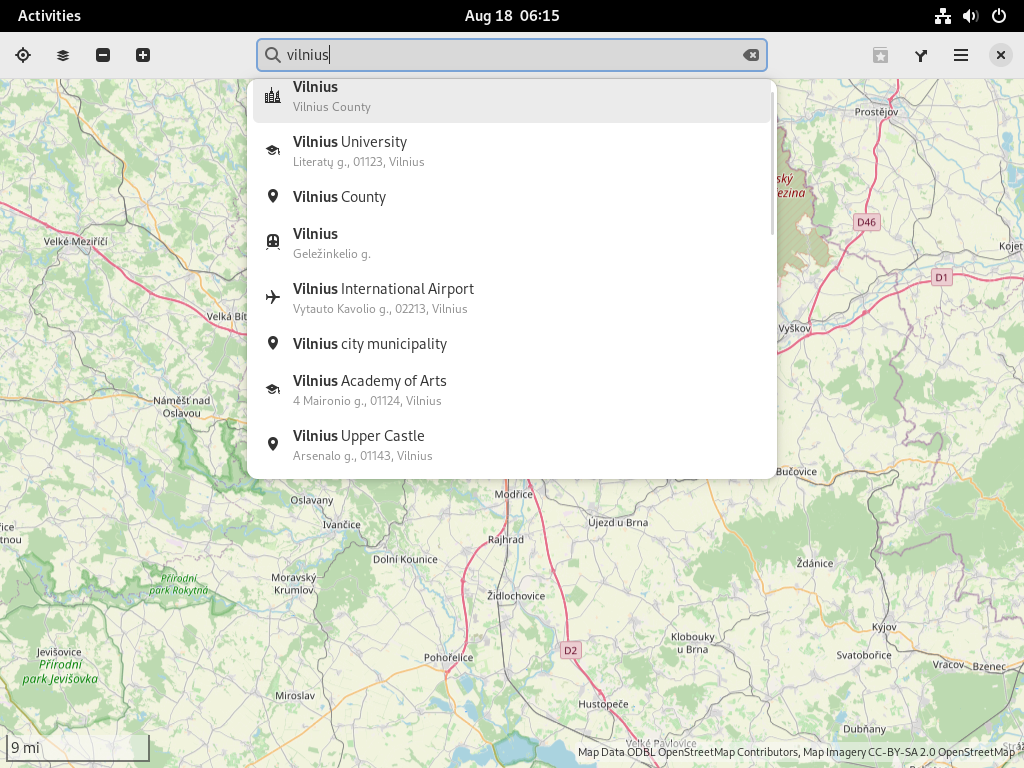 Activities
Aug 18 06:15
vilnius
Vilnius
Vilnius County
Vilnius University
Literatų g., 01123, Vilnius
Vilnius County
Vilnius
Geležinkelio g.
Vilnius International Airport
Vytauto Kavolio g., 02213, Vilnius
Vilnius city municipality
Vilnius Academy of Arts
4 Maironio g., 01124, Vilnius
Vilnius Upper Castle
Arsenalo g., 01143, Vilnius
Prostějov
D46
Kojet
D1
Velké Meziříčí
Vyškov
Náměšť nad
Oslavou
Bučovice
Modřice
Oslavany
Újezd u Brna
Ivančice
Rajhrad
Dolní Kounice
Ždánice
Přírodní
park Rokytná
Moravský
Krumlov
Židlochovice
Kyjov
Klobouky
u Brna
D2
Jevišovice
Přírodní
park Jevišovka
Pohořelice
Svatobořice
Vracov
Bzenec
Miroslav
Hustopeče
Dubňany
Velké Pavlovice
9 mi
Map Data ODBL OpenStreetMap Contributors, Map Imagery CC-BY-SA 2.0 OpenStreetMap